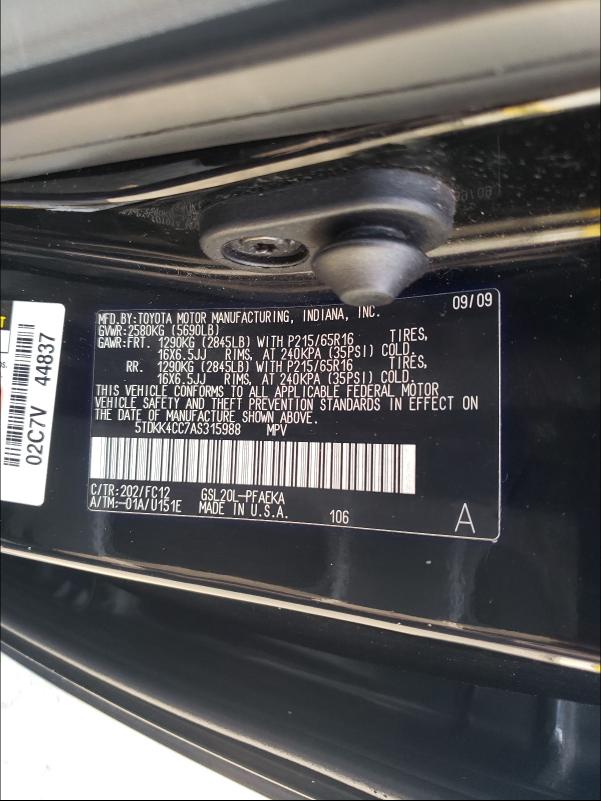 MFD.BY:TOYOTA MOTOR MANUFACTURING, INDIANA, INC. 09/09
GVWR:2580KG (5690LB)
GAWR:FRT. 1290KG (2845LB) WITH P215/65R16 TIRES,
16X6.5JJ RIMS, AT 240KPA (35PSI) COLD
RR. 1290KG (2845LB) WITH P215/65R16 TIRES,
16X6.5JJ RIMS, AT 240KPA (35PSI) COLD
THIS VEHICLE CONFORMS TO ALL APPLICABLE FEDERAL MOTOR
VEHICLE SAFETY AND THEFT PREVENTION STANDARDS IN EFFECT ON
THE DATE OF MANUFACTURE SHOWN ABOVE.
5TDKK4CC7AS315988 MPV
C/TR:202/FC12 GSL20L-PFAEKA
A/TM:-01A/U151E MADE IN U.S.A. 106 A
02C7V 44837